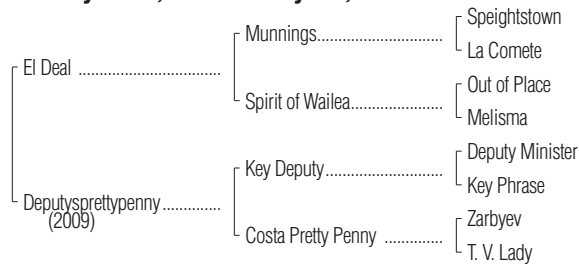 Speightstown
Munnings
La Comete
El Deal
Out of Place
Spirit of Wailea
Melisma
Deputy Minister
Key Deputy
Key Phrase
Deputysprettypenny
(2009)
Zarbyev
Costa Pretty Penny
T. V. Lady